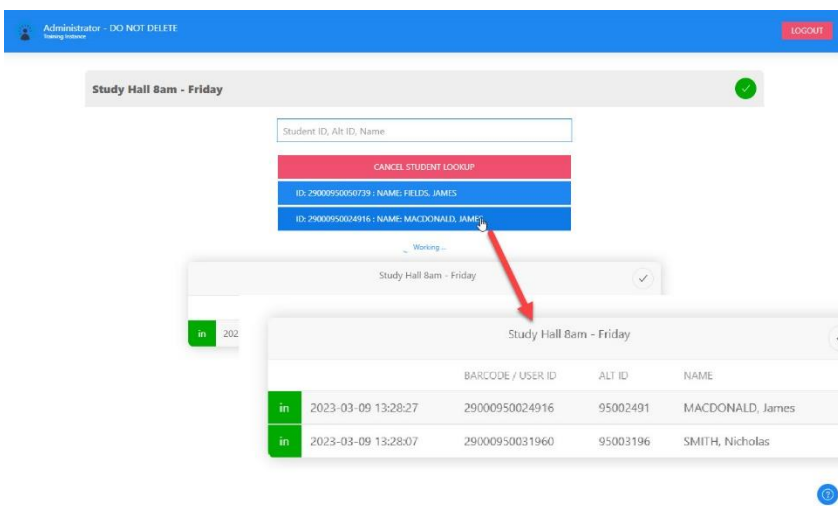 Administrator - DO NOT DELETE
Training Instance
LOGOUT
Study Hall 8am - Friday
Student ID, Alt ID, Name
CANCEL STUDENT LOOKUP
ID: 29000950050739 : NAME: FIELDS, JAMES
ID: 29000950024916 : NAME: MACDONALD, JAMES
Working ...
Study Hall 8am - Friday
in 202
Study Hall 8am - Friday
BARCODE / USER ID ALT ID NAME
in 2023-03-09 13:28:27 29000950024916 95002491 MACDONALD, James
in 2023-03-09 13:28:07 29000950031960 95003196 SMITH, Nicholas